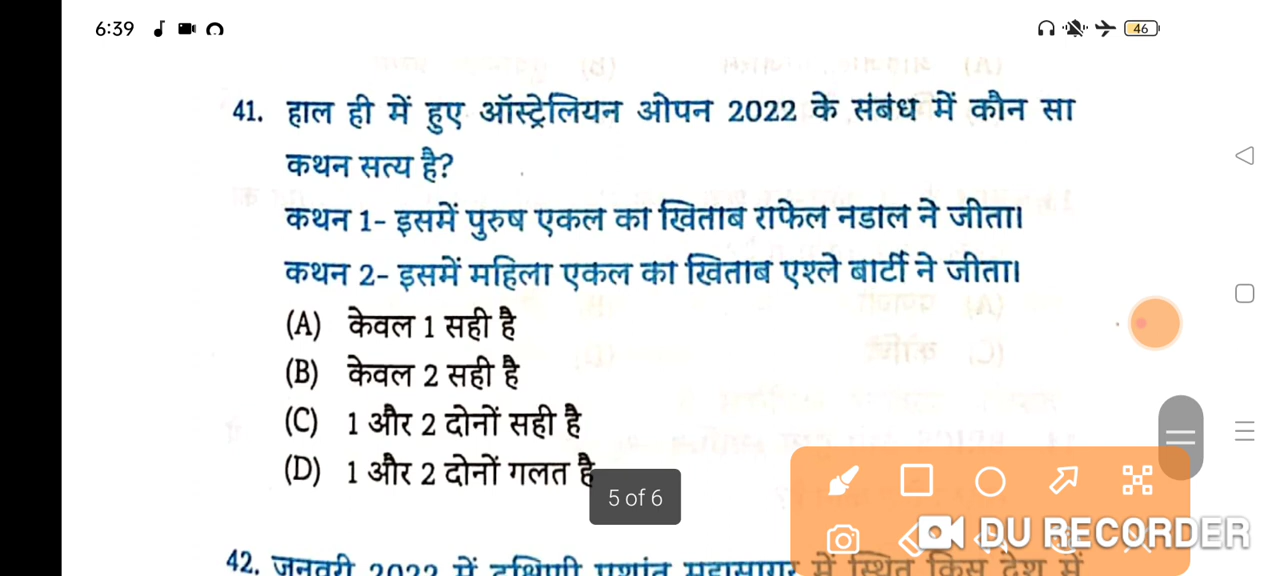 6:39
46
41. हाल ही में हुए ऑस्ट्रेलियन ओपन 2022 के संबंध में कौन सा
कथन सत्य है?
कथन 1- इसमें पुरुष एकल का खिताब राफेल नडाल ने जीता।
कथन 2- इसमें महिला एकल का खिताब एश्ले बार्टी ने जीता।
(A) केवल 1 सही है
(B) केवल 2 सही है
(C) 1 और 2 दोनों सही है
(D) 1 और 2 दोनों गलत है
5 of 6
DU RECORDER
42. जनवरी 2022 में दक्षिणी प्रशांत महासागर में स्थित किस देश में